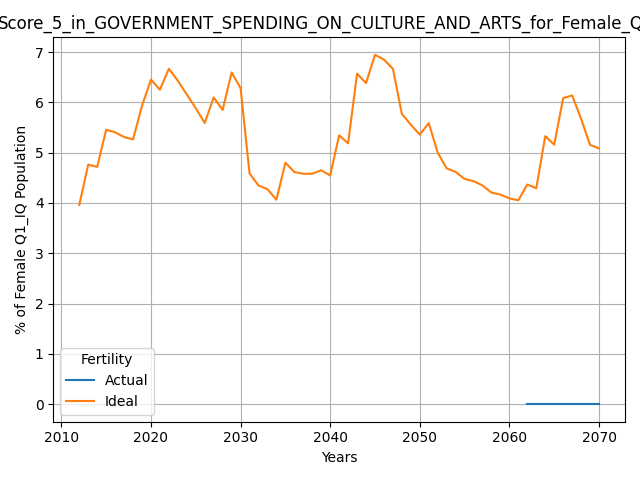 Score_5_in_GOVERNMENT_SPENDING_ON_CULTURE_AND_ARTS_for_Female_Q
% of Female Q1_IQ Population
7
6
5
4
3
2
1
0
Fertility
Actual
Ideal
2010 2020 2030 2040 2050 2060 2070
Years